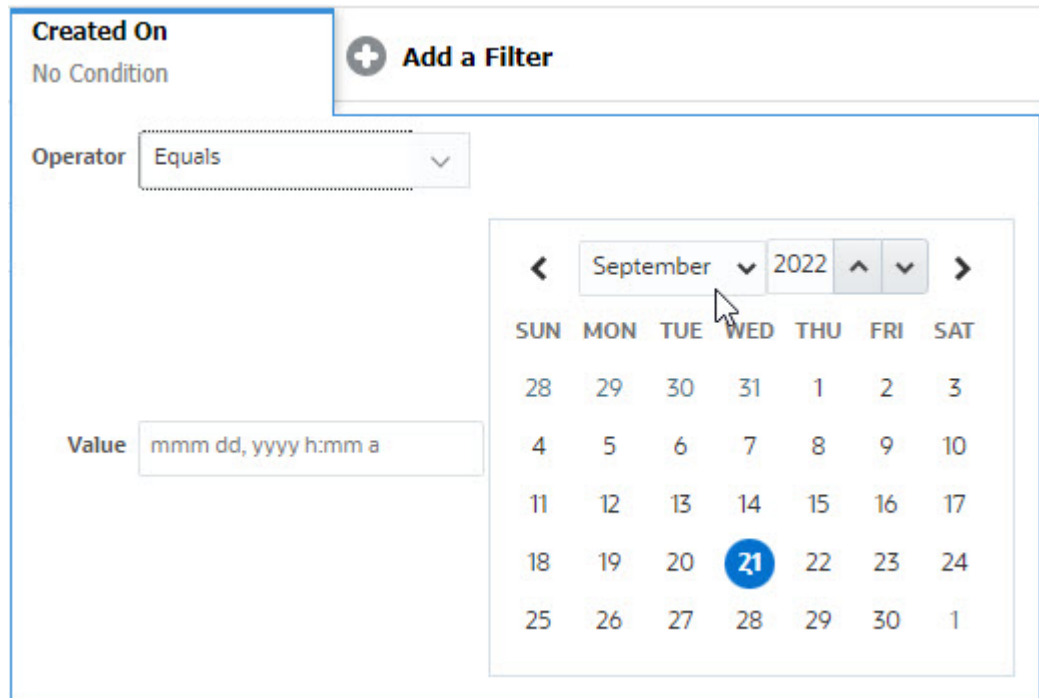 Created On
No Condition
Add a Filter
Operator Equals
September 2022
SUN MON TUE WED THU FRI SAT
28 29 30 31 1 2 3
4 5 6 7 8 9 10
Value mmm dd, yyyy h:mm a
11 12 13 14 15 16 17
18 19 20 21 22 23 24
25 26 27 28 29 30 1